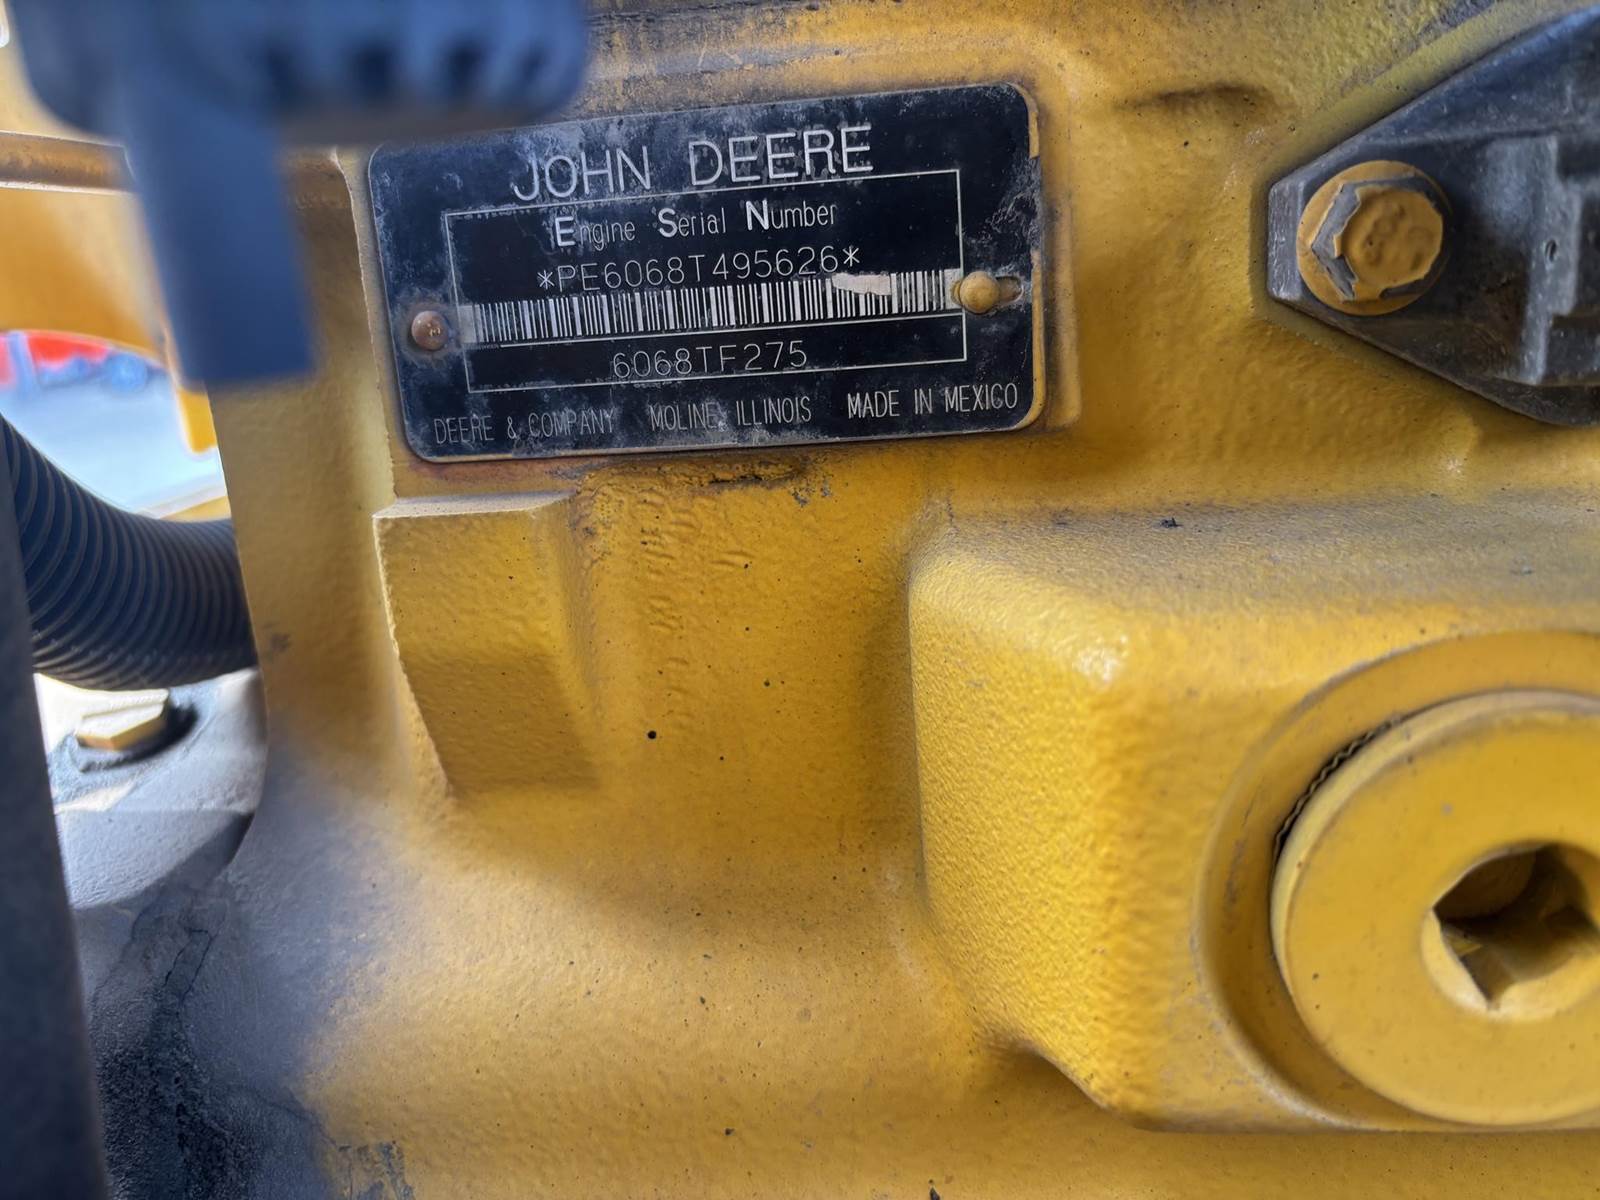 JOHN DEERE
Engine Serial Number
*PE6068T495626*
6068TF275
DEERE & COMPANY MOLINE, ILLINOIS MADE IN MEXICO